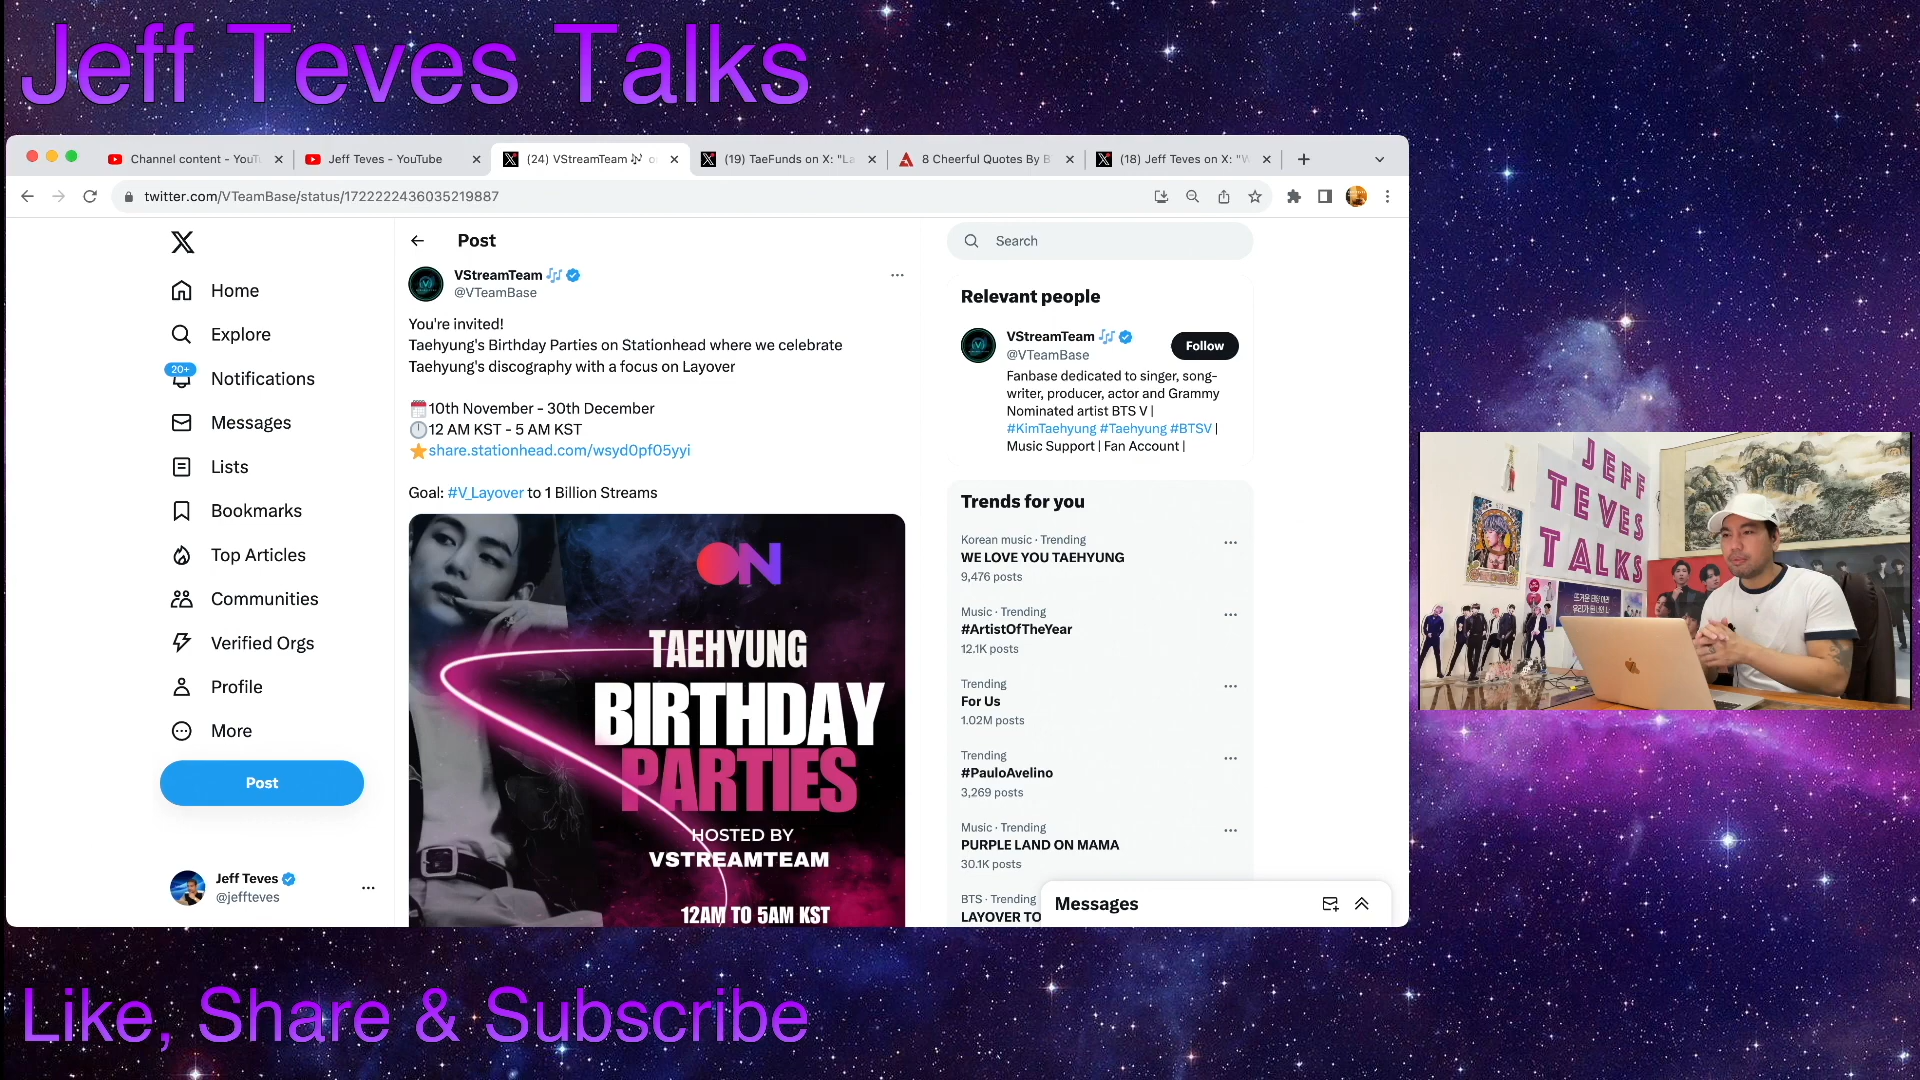 Jeff Teves Talks
Channel content - YouT
Jeff Teves - YouTube
(24) VStreamTeam 🎶 o
(19) TaeFunds on X: "La
8 Cheerful Quotes By B
(18) Jeff Teves on X: "W
twitter.com/VTeamBase/status/1722222436035219887
Home
Explore
20+
Notifications
Messages
Lists
Bookmarks
Top Articles
Communities
Verified Orgs
Profile
More
Post
Jeff Teves
@jeffteves
Post
VStreamTeam 🎶
@VTeamBase
You're invited!
Taehyung's Birthday Parties on Stationhead where we celebrate
Taehyung's discography with a focus on Layover
🗓️10th November - 30th December
🕛12 AM KST - 5 AM KST
⭐share.stationhead.com/wsyd0pf05yyi
Goal: #V_Layover to 1 Billion Streams
ON
TAEHYUNG
BIRTHDAY
PARTIES
HOSTED BY
VSTREAMTEAM
12AM TO 5AM KST
Search
Relevant people
VStreamTeam 🎶
@VTeamBase
Follow
Fanbase dedicated to singer, song-
writer, producer, actor and Grammy
Nominated artist BTS V |
#KimTaehyung #Taehyung #BTSV |
Music Support | Fan Account |
Trends for you
Korean music · Trending
WE LOVE YOU TAEHYUNG
9,476 posts
Music · Trending
#ArtistOfTheYear
12.1K posts
Trending
For Us
1.02M posts
Trending
#PauloAvelino
3,269 posts
Music · Trending
PURPLE LAND ON MAMA
30.1K posts
BTS · Trending
LAYOVER TO
Messages
JEFF
TEVES
TALKS
Like, Share & Subscribe